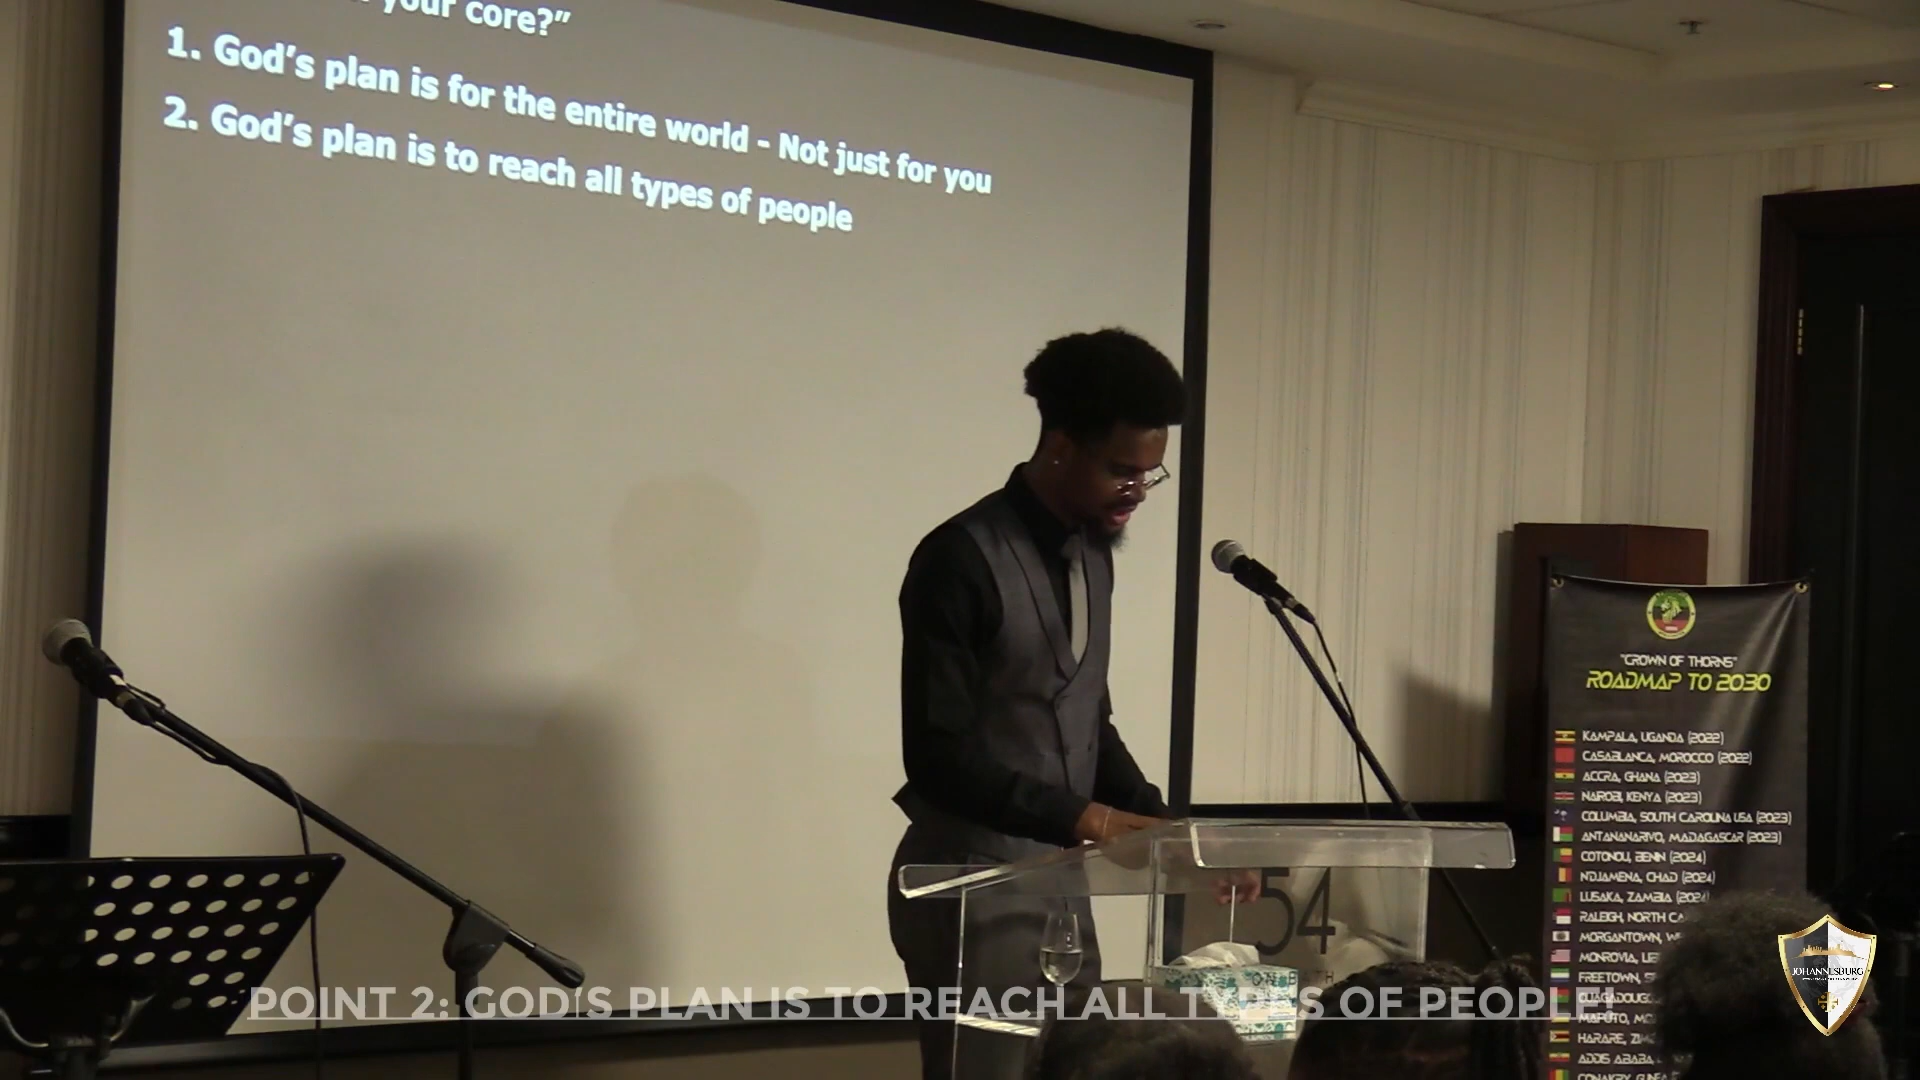 your core?”
1. God’s plan is for the entire world - Not just for you
2. God’s plan is to reach all types of people
"CROWN OF THORNS"
ROADMAP TO 2030
KAMPALA, UGANDA (2022)
CASABLANCA, MOROCCO (2022)
ACCRA, GHANA (2023)
NAIROBI, KENYA (2023)
COLUMBIA, SOUTH CAROLINA USA (2023)
ANTANANARIVO, MADAGASCAR (2023)
COTONOU, BENIN (2024)
N'DJAMENA, CHAD (2024)
LUSAKA, ZAMBIA (2024)
RALEIGH, NORTH
MORGANTOWN,
MONROVIA,
FREETOWN,
MAPUTO,
HARARE,
ADDIS ABABA
CONAKRY,
54
JOHANNESBURG
POINT 2: GOD'S PLAN IS TO REACH ALL TYPES OF PEOPLE!